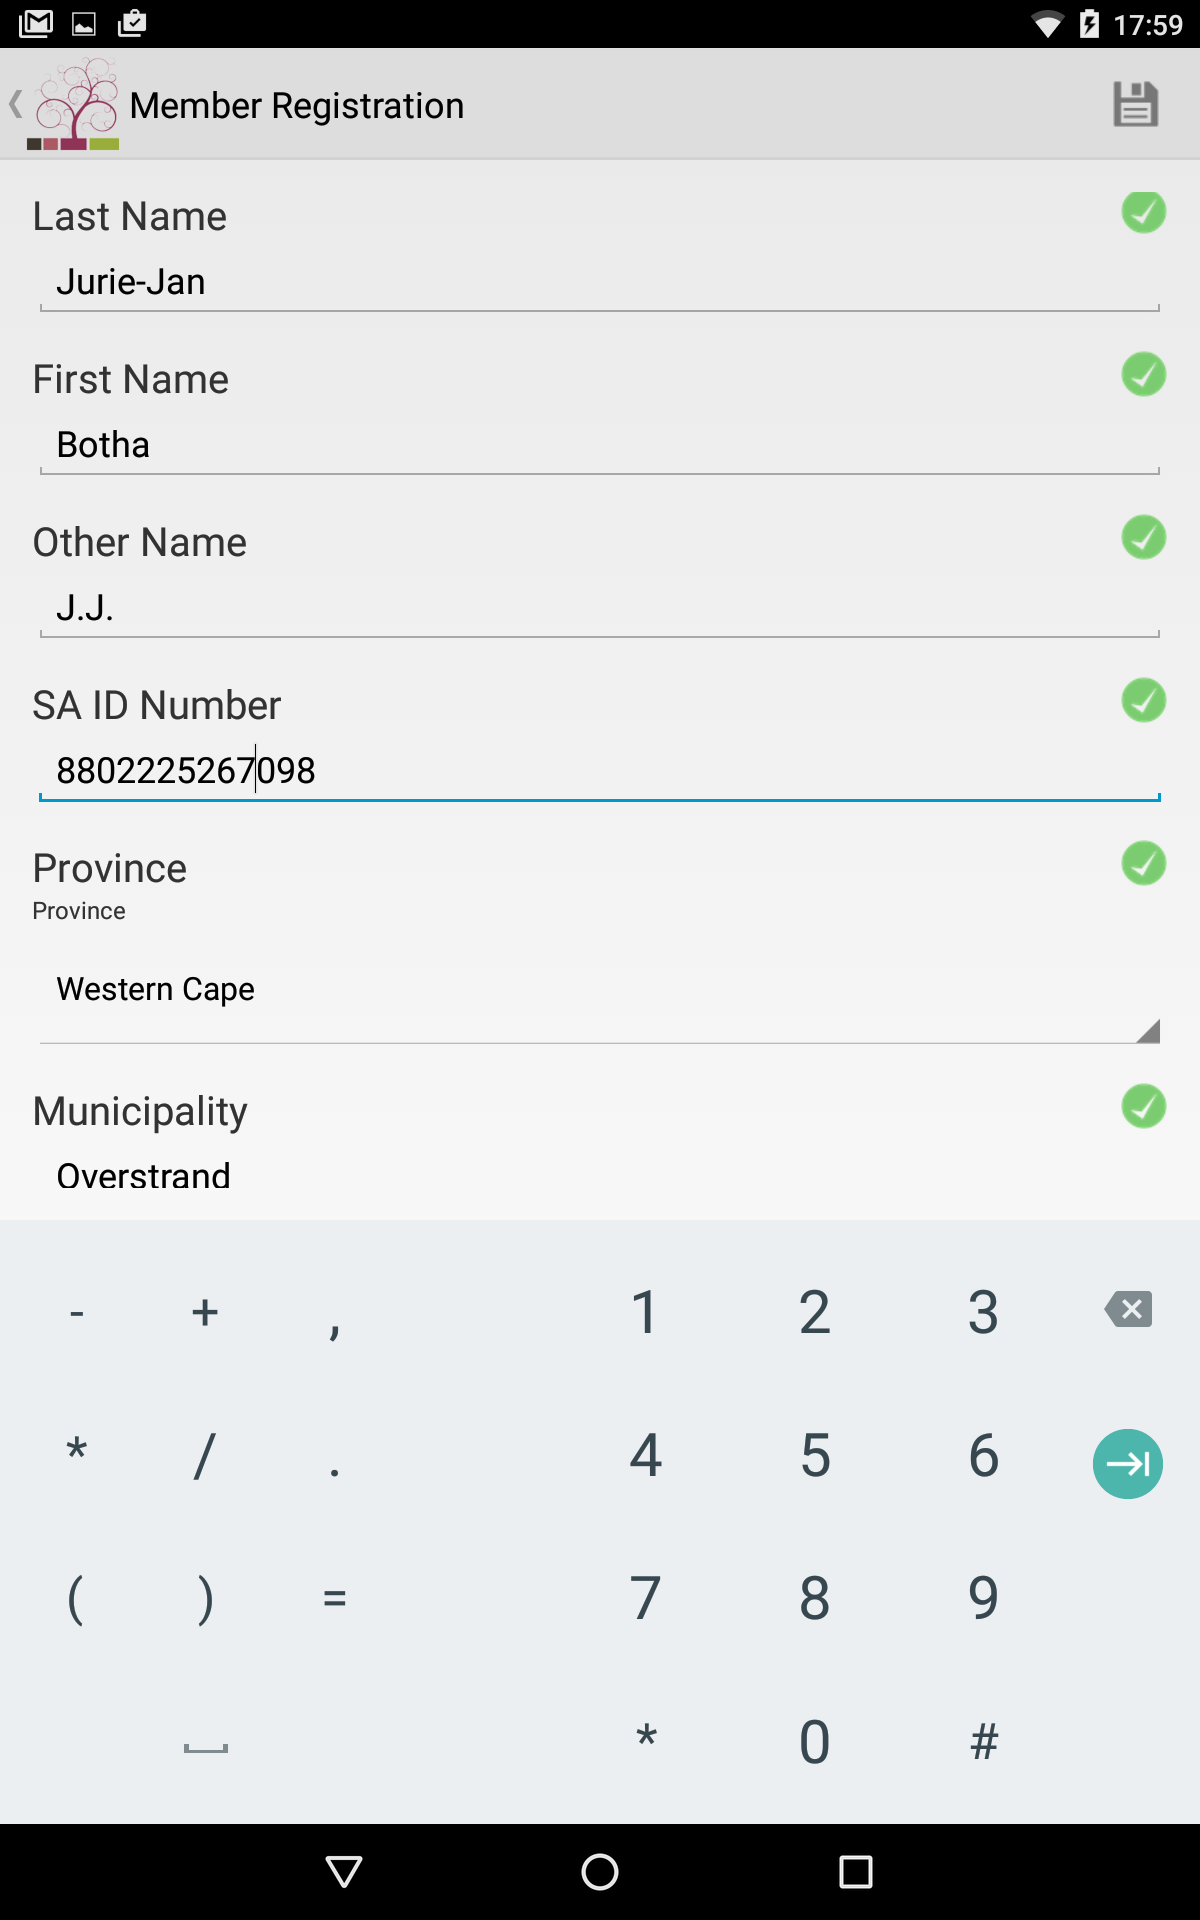 17:59
Member Registration
Last Name
Jurie-Jan
First Name
Botha
Other Name
J.J.
SA ID Number
8802225267098
Province
Province
Western Cape
Municipality
Overstrand
- + , 1 2 3
* / . 4 5 6
( ) = 7 8 9
* 0 #